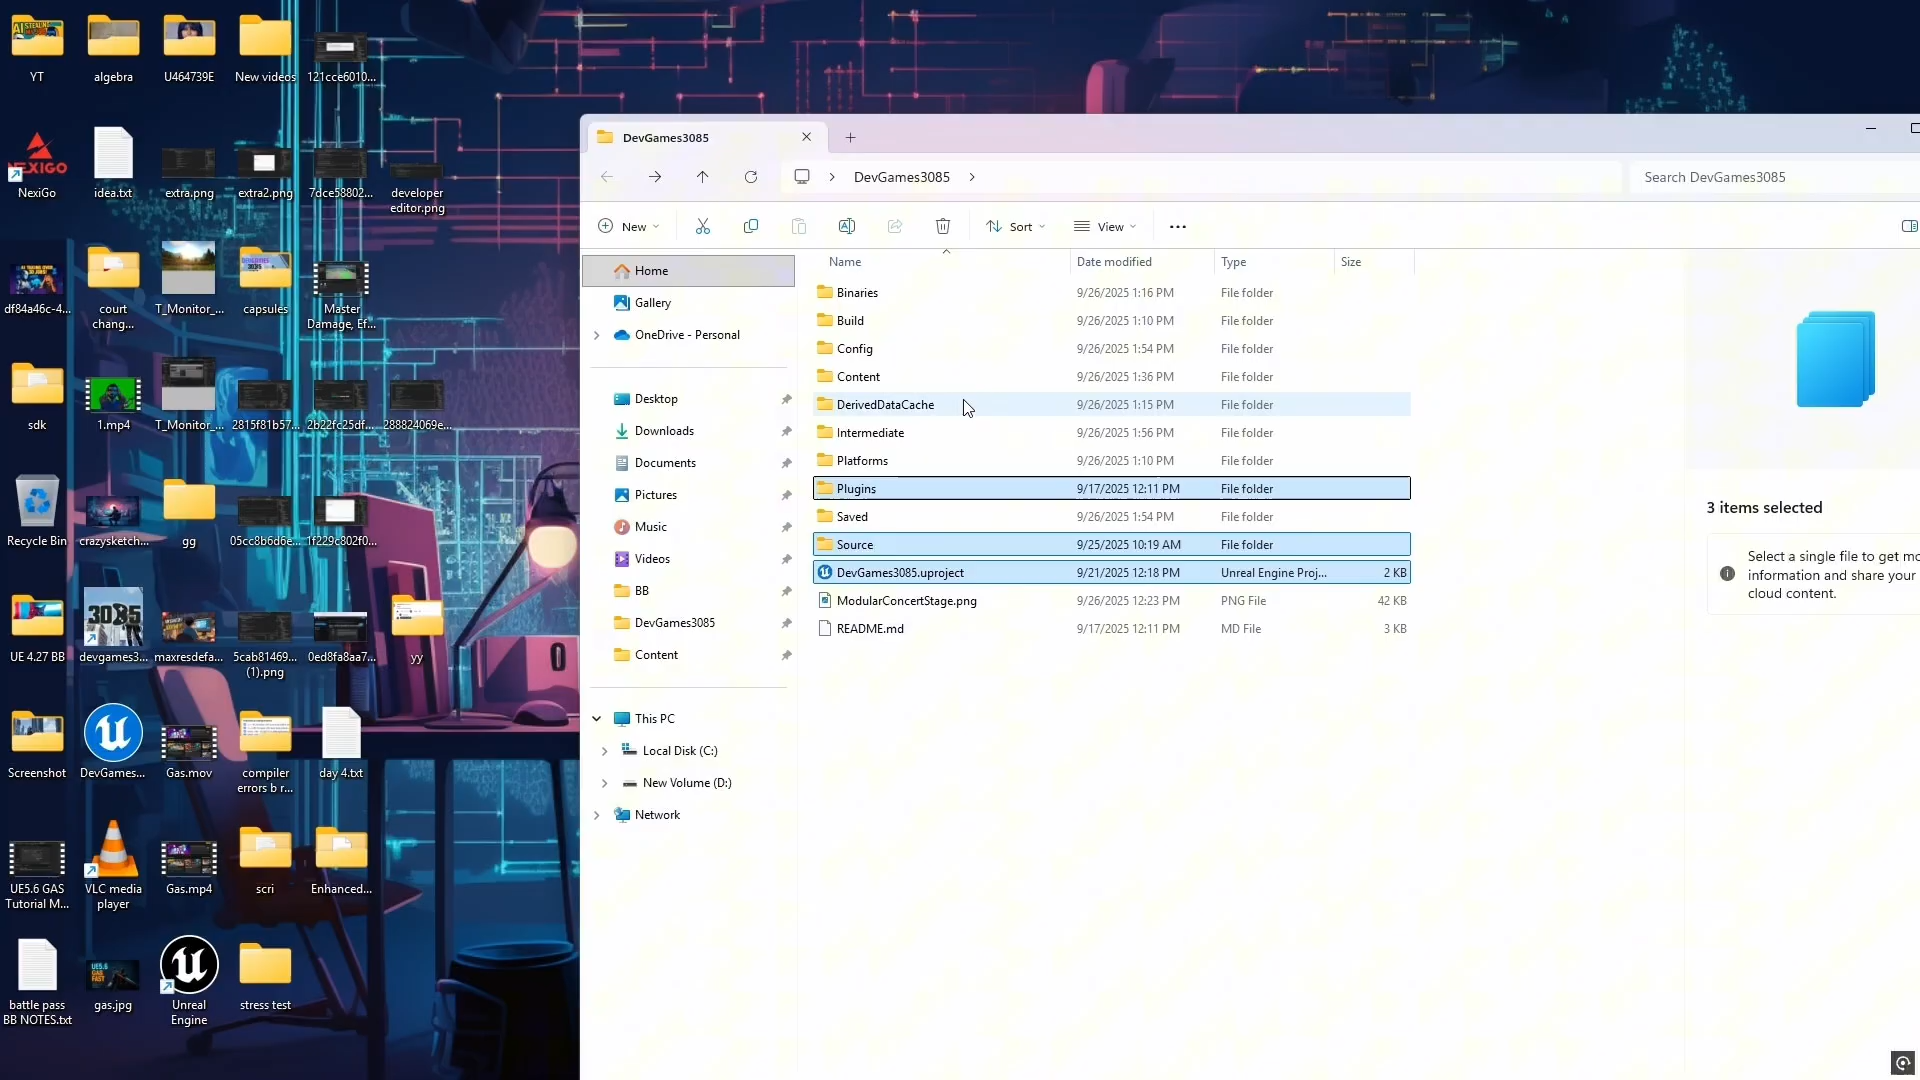 YT
algebra
U464739E
New videos
121cce6010...
NEXIGO
NexiGo
idea.txt
extra.png
extra2.png
7dce58802...
developer
editor.png
df84a46c-4...
court
chang...
T_Monitor_...
capsules
Master
Damage, Ef...
sdk
1.mp4
T_Monitor_...
2815f81b57...
2b22fc25df...
288824069e...
Recycle Bin
crazysketch...
gg
05cc8b6d6e...
1f229c802f0...
UE 4.27 BB
3085
devgames3...
maxresdefa...
5cab81469...
(1).png
0ed8fa8aa7...
yy
Screenshot
DevGames...
Gas.mov
compiler
errors b r...
day 4.txt
UE5.6 GAS
Tutorial M...
VLC media
player
Gas.mp4
scri
Enhanced...
battle pass
BB NOTES.txt
gas.jpg
Unreal
Engine
stress test
DevGames3085
DevGames3085
Search DevGames3085
New
Sort
View
Home
Gallery
OneDrive - Personal
Desktop
Downloads
Documents
Pictures
Music
Videos
BB
DevGames3085
Content
This PC
Local Disk (C:)
New Volume (D:)
Network
Name Date modified Type Size
Binaries 9/26/2025 1:16 PM File folder
Build 9/26/2025 1:10 PM File folder
Config 9/26/2025 1:54 PM File folder
Content 9/26/2025 1:36 PM File folder
DerivedDataCache 9/26/2025 1:15 PM File folder
Intermediate 9/26/2025 1:56 PM File folder
Platforms 9/26/2025 1:10 PM File folder
Plugins 9/17/2025 12:11 PM File folder
Saved 9/26/2025 1:54 PM File folder
Source 9/25/2025 10:19 AM File folder
DevGames3085.uproject 9/21/2025 12:18 PM Unreal Engine Proj... 2 KB
ModularConcertStage.png 9/26/2025 12:23 PM PNG File 42 KB
README.md 9/17/2025 12:11 PM MD File 3 KB
3 items selected
Select a single file to get mo
information and share your
cloud content.